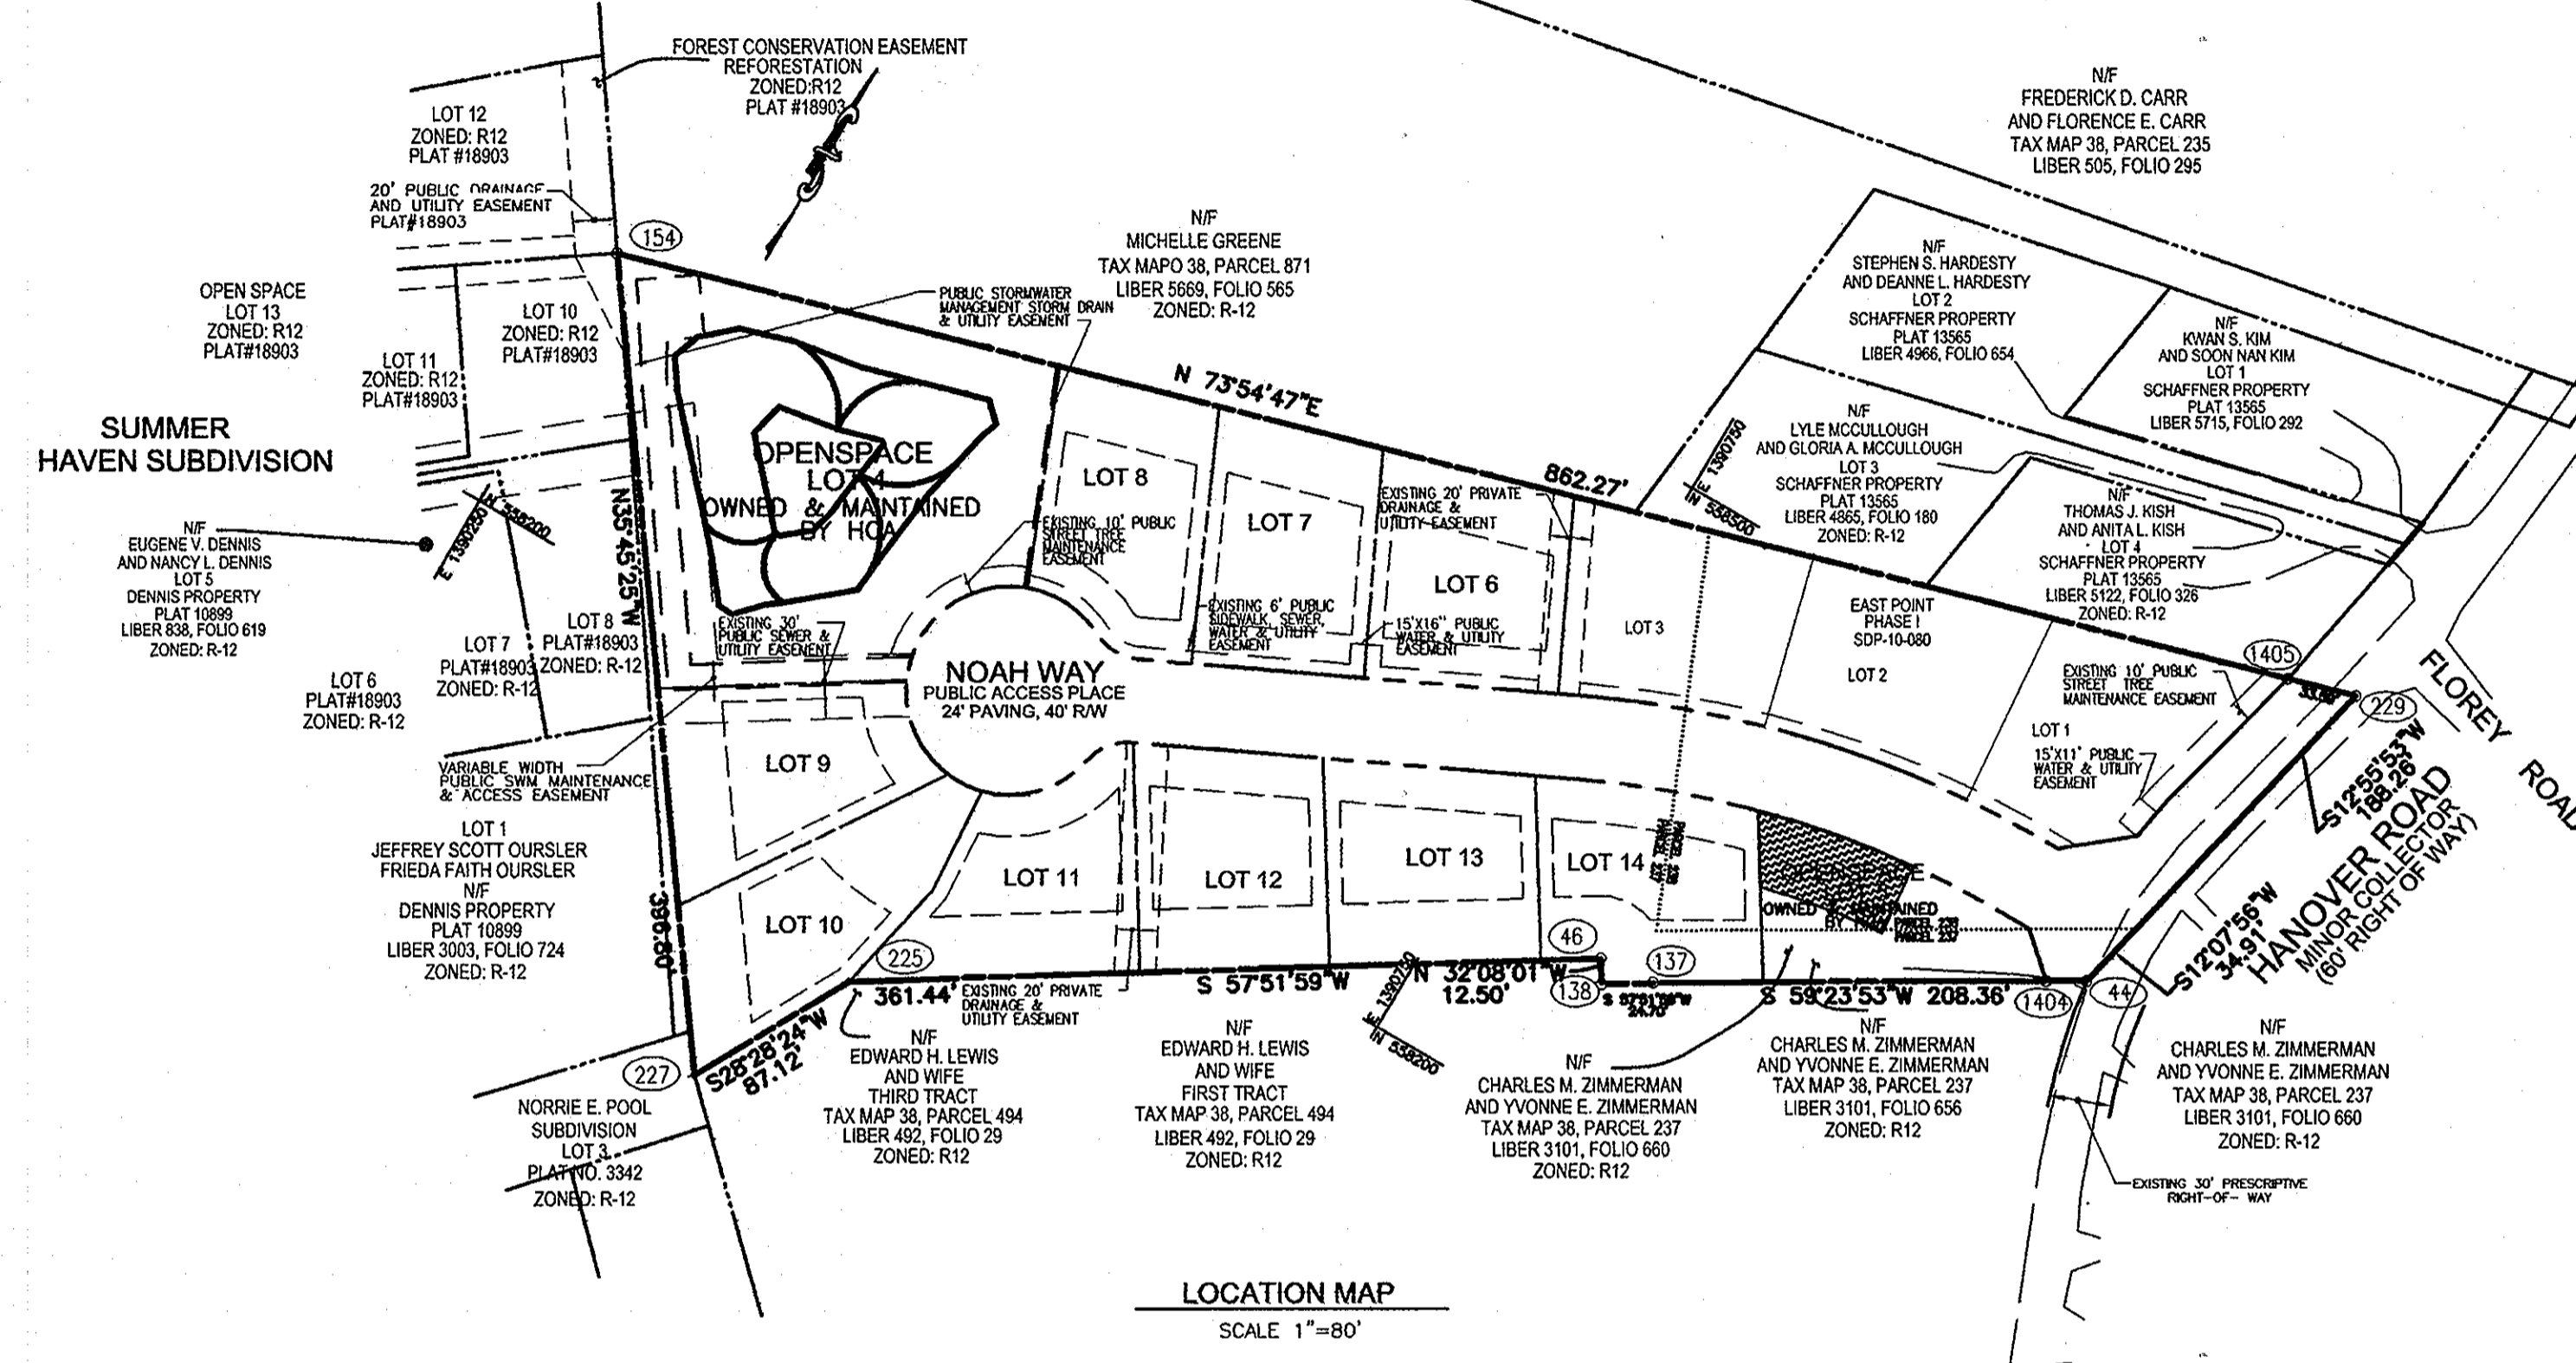 FOREST CONSERVATION EASEMENT
REFORESTATION
ZONED:R12
PLAT #18903
LOT 12
ZONED: R12
PLAT #18903
20' PUBLIC DRAINAGE
AND UTILITY EASEMENT
PLAT#18903
154
OPEN SPACE
LOT 13
ZONED: R12
PLAT#18903
LOT 11
ZONED: R12
PLAT#18903
LOT 10
ZONED: R12
PLAT#18903
SUMMER
HAVEN SUBDIVISION
N/F
EUGENE V. DENNIS
AND NANCY L. DENNIS
LOT 5
DENNIS PROPERTY
PLAT 10899
LIBER 838, FOLIO 619
ZONED: R-12
E 1390250
N 558200
LOT 6
PLAT#18903
ZONED: R-12
LOT 7
PLAT#18903
ZONED: R-12
LOT 8
PLAT#18903
ZONED: R-12
VARIABLE WIDTH
PUBLIC SWM MAINTENANCE
& ACCESS EASEMENT
LOT 1
JEFFREY SCOTT OURSLER
FRIEDA FAITH OURSLER
N/F
DENNIS PROPERTY
PLAT 10899
LIBER 3003, FOLIO 724
ZONED: R-12
N35°45'25"W
396.80'
227
NORRIE E. POOL
SUBDIVISION
LOT 3
PLAT NO. 3342
ZONED: R-12
S28°28'24"W
87.12'
N/F
MICHELLE GREENE
TAX MAPO 38, PARCEL 871
LIBER 5669, FOLIO 565
ZONED: R-12
PUBLIC STORMWATER
MANAGEMENT STORM DRAIN
& UTILITY EASEMENT
N 73°54'47"E
862.27'
OPENSPACE
LOT 4
OWNED & MAINTAINED
BY HOA
LOT 8
EXISTING 10' PUBLIC
STREET TREE
MAINTENANCE
EASEMENT
LOT 7
EXISTING 20' PRIVATE
DRAINAGE &
UTITY EASEMENT
LOT 6
EXISTING 6' PUBLIC
SIDEWALK, SEWER,
WATER & UTILITY
EASEMENT
15'X16" PUBLIC
WATER & UTILITY
EASEMENT
EXISTING 30'
PUBLIC SEWER &
UTILITY EASEMENT
NOAH WAY
PUBLIC ACCESS PLACE
24' PAVING, 40' R/W
LOT 9
LOT 10
LOT 11
LOT 12
LOT 13
LOT 14
OWNED & MAINTAINED
BY
LOT 3
EAST POINT
PHASE I
SDP-10-080
LOT 2
LOT 1
EXISTING 10' PUBLIC
STREET TREE
MAINTENANCE EASEMENT
15'X11' PUBLIC
WATER & UTILITY
EASEMENT
N/F
FREDERICK D. CARR
AND FLORENCE E. CARR
TAX MAP 38, PARCEL 235
LIBER 505, FOLIO 295
N/F
STEPHEN S. HARDESTY
AND DEANNE L. HARDESTY
LOT 2
SCHAFFNER PROPERTY
PLAT 13565
LIBER 4966, FOLIO 654
N/F
KWAN S. KIM
AND SOON NAN KIM
LOT 1
SCHAFFNER PROPERTY
PLAT 13565
LIBER 5715, FOLIO 292
E 1390750
N 558500
N/F
LYLE MCCULLOUGH
AND GLORIA A. MCCULLOUGH
LOT 3
SCHAFFNER PROPERTY
PLAT 13565
LIBER 4865, FOLIO 180
ZONED: R-12
N/F
THOMAS J. KISH
AND ANITA L. KISH
LOT 4
SCHAFFNER PROPERTY
PLAT 13565
LIBER 5122, FOLIO 326
ZONED: R-12
1405
229
FLOREY ROAD
S12°55'53"W
188.26'
HANOVER ROAD
MINOR COLLECTOR
(60' RIGHT OF WAY)
S12°07'56"W
34.91'
225
361.44'
EXISTING 20' PRIVATE
DRAINAGE &
UTILITY EASEMENT
S 57°51'59"W
E 1390750
N 558200
N 32°08'01"W
12.50'
46
138
137
24.70'
S 59°23'53"W 208.36'
1404
44
N/F
EDWARD H. LEWIS
AND WIFE
THIRD TRACT
TAX MAP 38, PARCEL 494
LIBER 492, FOLIO 29
ZONED: R12
N/F
EDWARD H. LEWIS
AND WIFE
FIRST TRACT
TAX MAP 38, PARCEL 494
LIBER 492, FOLIO 29
ZONED: R12
N/F
CHARLES M. ZIMMERMAN
AND YVONNE E. ZIMMERMAN
TAX MAP 38, PARCEL 237
LIBER 3101, FOLIO 660
ZONED: R12
N/F
CHARLES M. ZIMMERMAN
AND YVONNE E. ZIMMERMAN
TAX MAP 38, PARCEL 237
LIBER 3101, FOLIO 656
ZONED: R12
N/F
CHARLES M. ZIMMERMAN
AND YVONNE E. ZIMMERMAN
TAX MAP 38, PARCEL 237
LIBER 3101, FOLIO 660
ZONED: R-12
EXISTING 30' PRESCRIPTIVE
RIGHT-OF- WAY
LOCATION MAP
SCALE 1"=80'